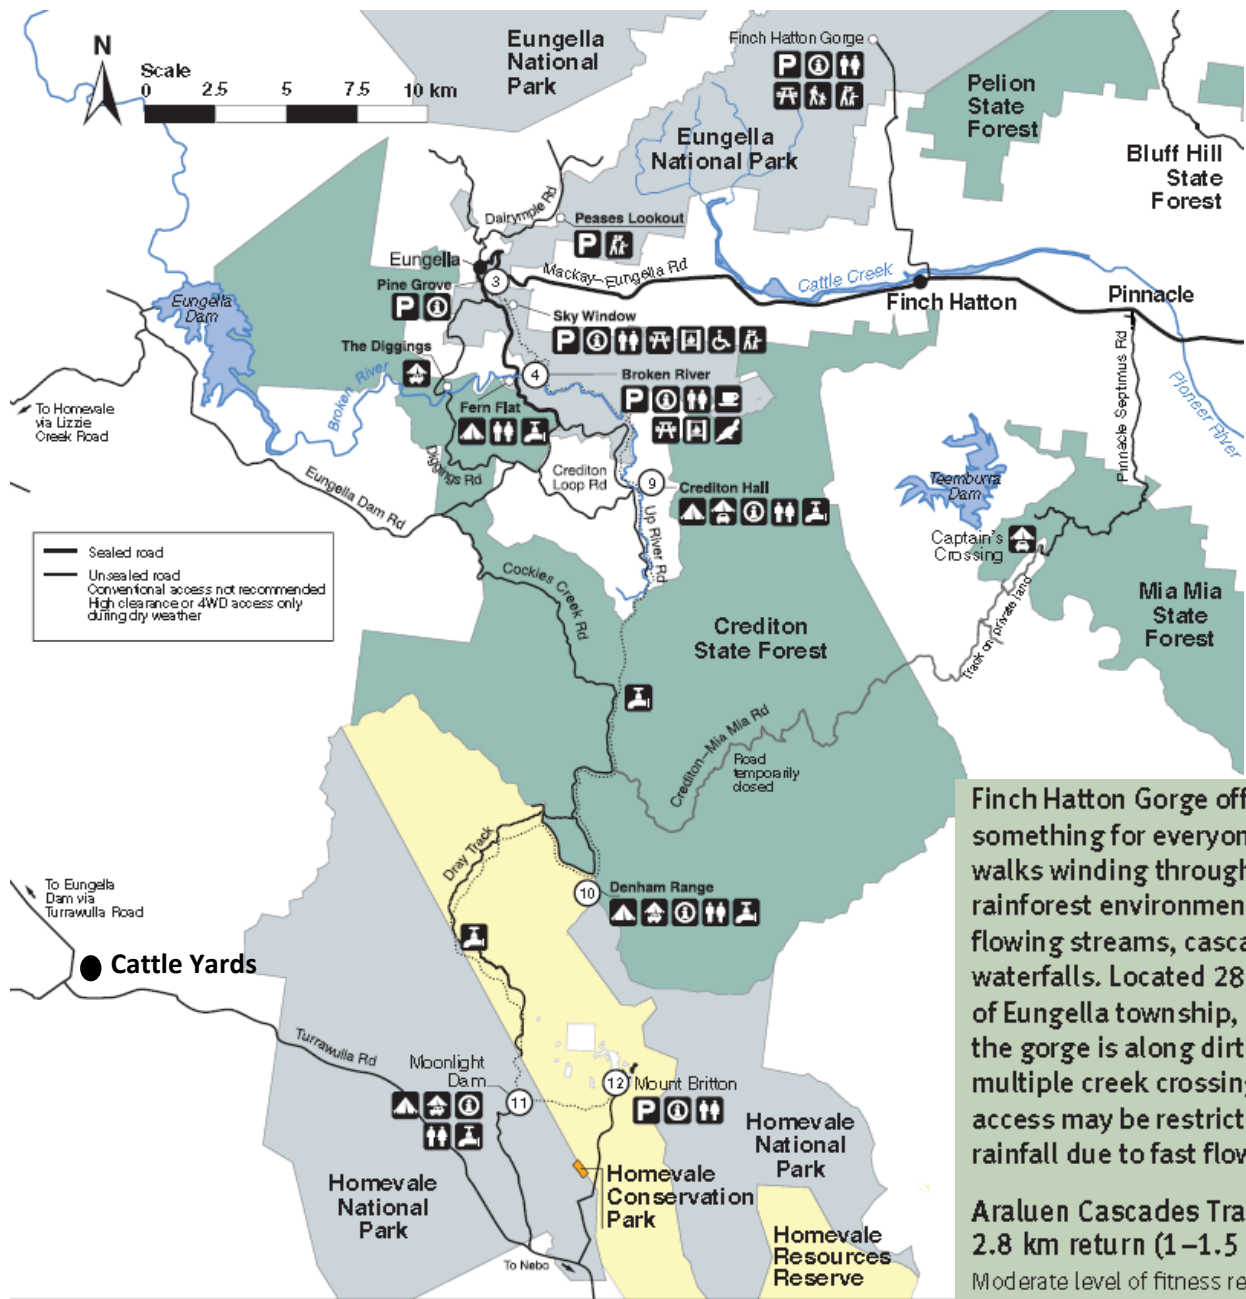 N
Scale
0 2.5 5 7.5 10 km
Eungella
National
Park
Finch Hatton Gorge
P
Pelion
State
Forest
Eungella
National Park
Bluff Hill
State
Forest
Dalrymple Rd
Peases Lookout
P
Eungella
3
Mackay–Eungella Rd
Cattle Creek
Finch Hatton
Pinnacle
Pine Grove
P
Eungella
Dam
Sky Window
P
The Diggings
Broken River
4
Broken River
P
Fern Flat
Pinnacle Septimus Rd
Pioneer River
To Homevale
via Lizzie
Creek Road
Diggings Rd
Crediton
Loop Rd
9
Crediton Hall
Teemburra
Dam
Eungella Dam Rd
Up River Rd
Captain's
Crossing
Sealed road
Unsealed road
Conventional access not recommended
High clearance or 4WD access only
during dry weather
Cockies Creek Rd
Track on private land
Mia Mia
State
Forest
Crediton
State Forest
Crediton–Mia Mia Rd
Road
temporarily
closed
Dray Track
10
Denham Range
To Eungella
Dam via
Turrawulla Road
Cattle Yards
Turrawulla Rd
Moonlight
Dam
11
12
Mount Britton
P
Homevale
National
Park
Homevale
National
Park
Homevale
Conservation
Park
Homevale
Resources
Reserve
To Nebo
Finch Hatton Gorge off
something for everyon
walks winding through
rainforest environmen
flowing streams, casca
waterfalls. Located 28
of Eungella township,
the gorge is along dirt
multiple creek crossing
access may be restrict
rainfall due to fast flow
Araluen Cascades Tra
2.8 km return (1–1.5
Moderate level of fitness re